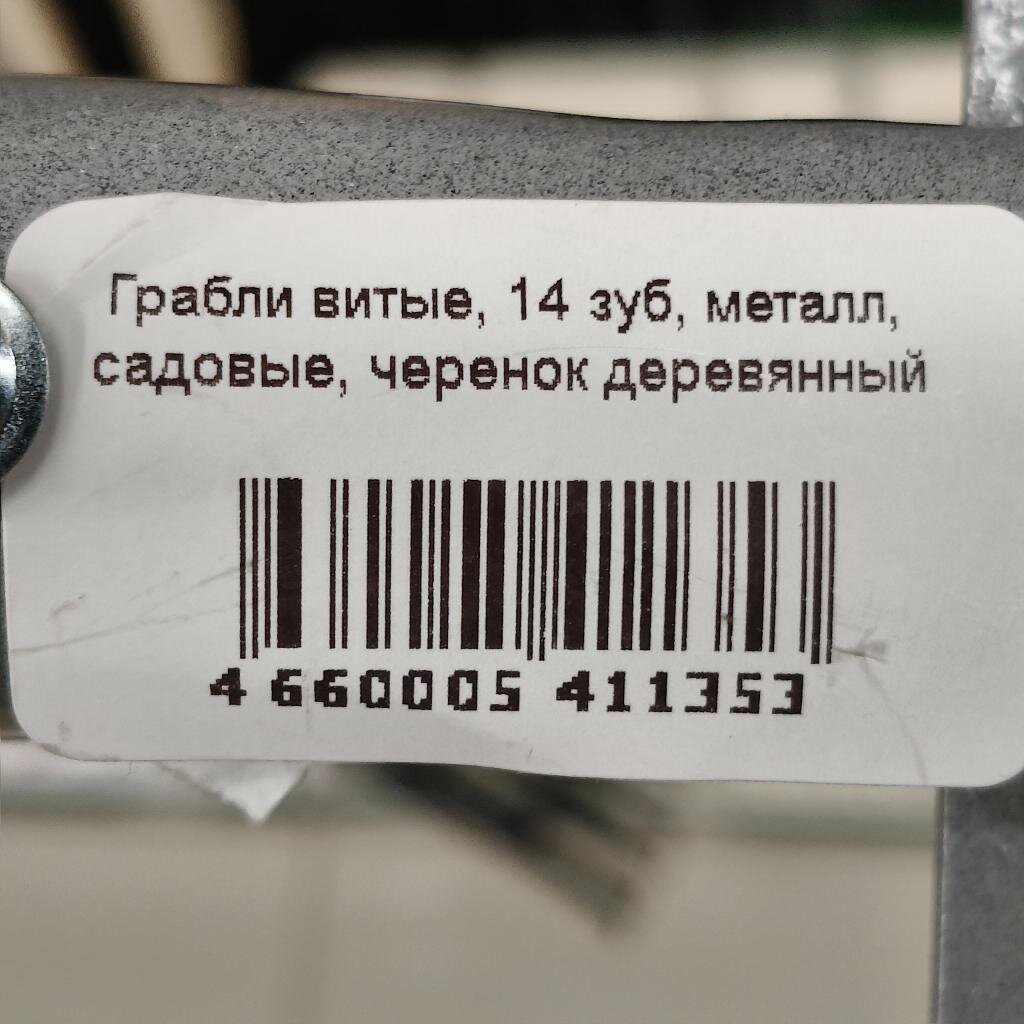 Грабли витые, 14 зуб, металл,
садовые, черенок деревянный
4 660005 411353